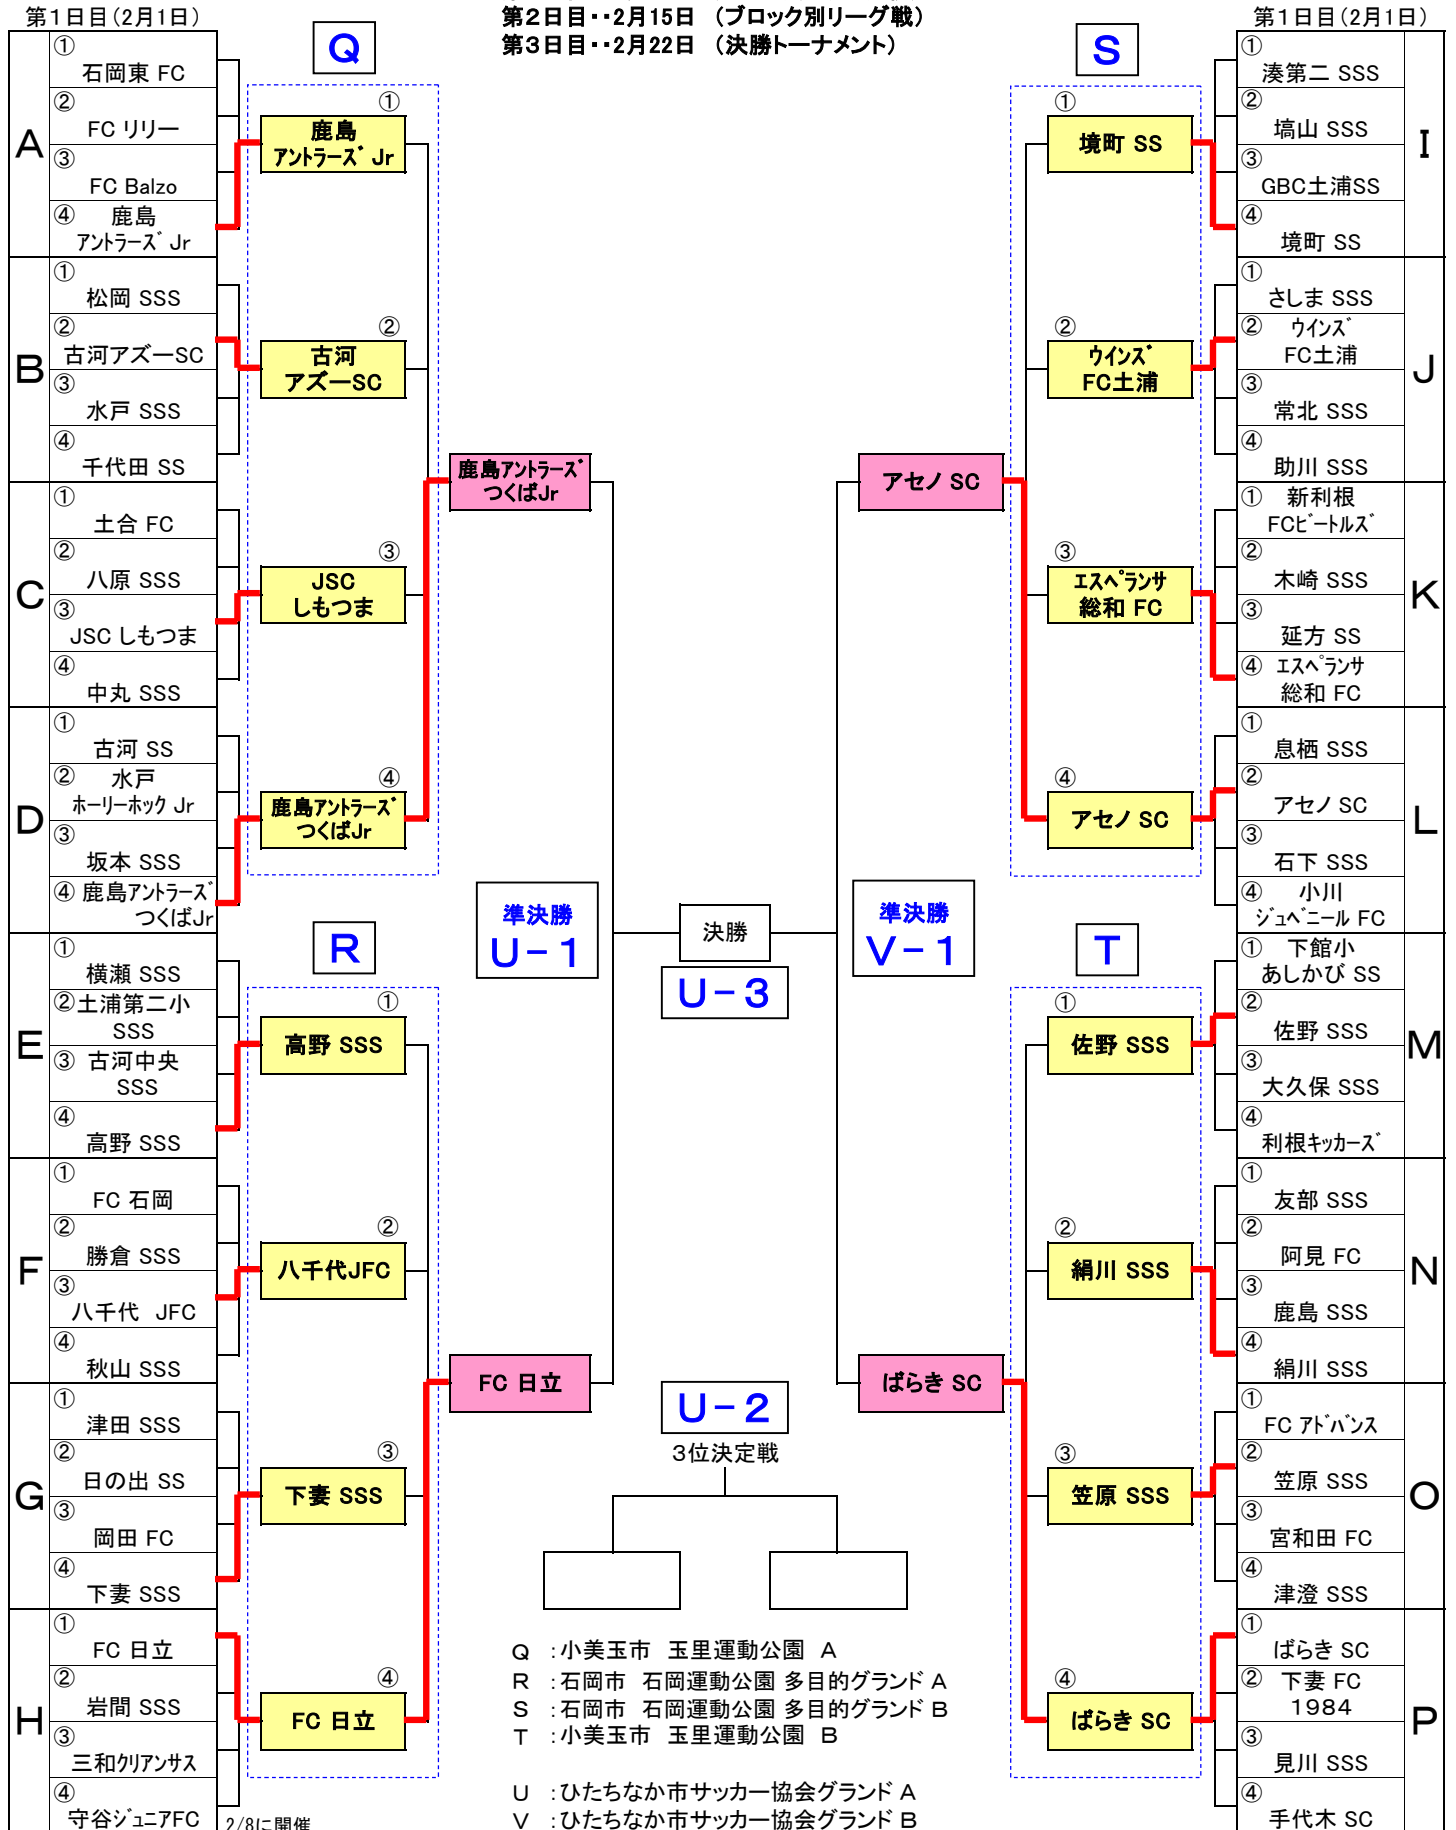 第1日目(2月1日)
第2日目・・2月15日 （ブロック別リーグ戦）
第3日目・・2月22日 （決勝トーナメント）
第1日目(2月1日)
A
①
石岡東 FC
②
FC リリー
③
FC Balzo
④ 鹿島
アントラーズ Jr
B
①
松岡 SSS
②
古河アズーSC
③
水戸 SSS
④
千代田 SS
C
①
土合 FC
②
八原 SSS
③
JSC しもつま
④
中丸 SSS
D
①
古河 SS
② 水戸
ホーリーホック Jr
③
坂本 SSS
④ 鹿島アントラーズ
つくばJr
E
①
横瀬 SSS
②土浦第二小
SSS
③ 古河中央
SSS
④
高野 SSS
F
①
FC 石岡
②
勝倉 SSS
③
八千代 JFC
④
秋山 SSS
G
①
津田 SSS
②
日の出 SS
③
岡田 FC
④
下妻 SSS
H
①
FC 日立
②
岩間 SSS
③
三和クリアンサス
④
守谷ジュニアFC
2/8に開催
Q
①
鹿島
アントラーズ Jr
②
古河
アズーSC
③
JSC
しもつま
④
鹿島アントラーズ
つくばJr
R
①
高野 SSS
②
八千代JFC
③
下妻 SSS
④
FC 日立
鹿島アントラーズ
つくばJr
FC 日立
準決勝
U-1
決勝
U-3
準決勝
V-1
U-2
3位決定戦
アセノ SC
ばらき SC
S
①
境町 SS
②
ウインズ
FC土浦
③
エスペランサ
総和 FC
④
アセノ SC
T
①
佐野 SSS
②
絹川 SSS
③
笠原 SSS
④
ばらき SC
I
①
湊第二 SSS
②
塙山 SSS
③
GBC土浦SS
④
境町 SS
J
①
さしま SSS
② ウインズ
FC土浦
③
常北 SSS
④
助川 SSS
K
① 新利根
FCビートルズ
②
木崎 SSS
③
延方 SS
④ エスペランサ
総和 FC
L
①
息栖 SSS
②
アセノ SC
③
石下 SSS
④ 小川
ジュベニール FC
M
① 下館小
あしかび SS
②
佐野 SSS
③
大久保 SSS
④
利根キッカーズ
N
①
友部 SSS
②
阿見 FC
③
鹿島 SSS
④
絹川 SSS
O
①
FC アドバンス
②
笠原 SSS
③
宮和田 FC
④
津澄 SSS
P
①
ばらき SC
② 下妻 FC
1984
③
見川 SSS
④
手代木 SC
Q :小美玉市 玉里運動公園 A
R :石岡市 石岡運動公園 多目的グランド A
S :石岡市 石岡運動公園 多目的グランド B
T :小美玉市 玉里運動公園 B
U :ひたちなか市サッカー協会グランド A
V :ひたちなか市サッカー協会グランド B